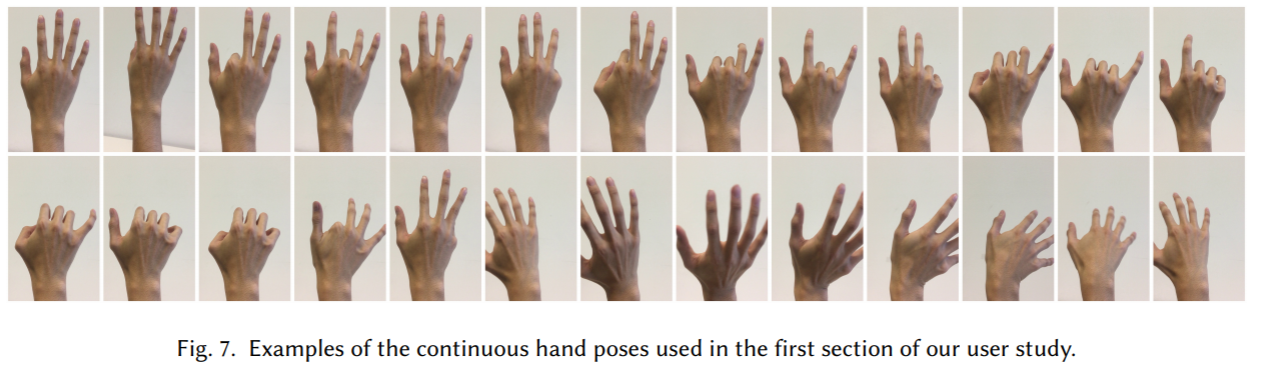 Fig. 7. Examples of the continuous hand poses used in the first section of our user study.